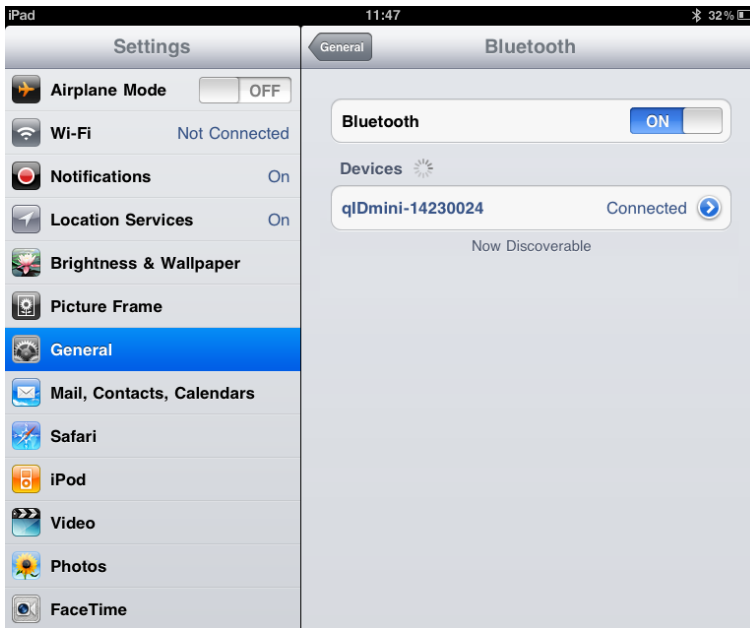 iPad 11:47 32%
Settings
Airplane Mode OFF
Wi-Fi Not Connected
Notifications On
Location Services On
Brightness & Wallpaper
Picture Frame
General
Mail, Contacts, Calendars
Safari
iPod
Video
Photos
FaceTime
General Bluetooth
Bluetooth ON
Devices
qIDmini-14230024 Connected
Now Discoverable